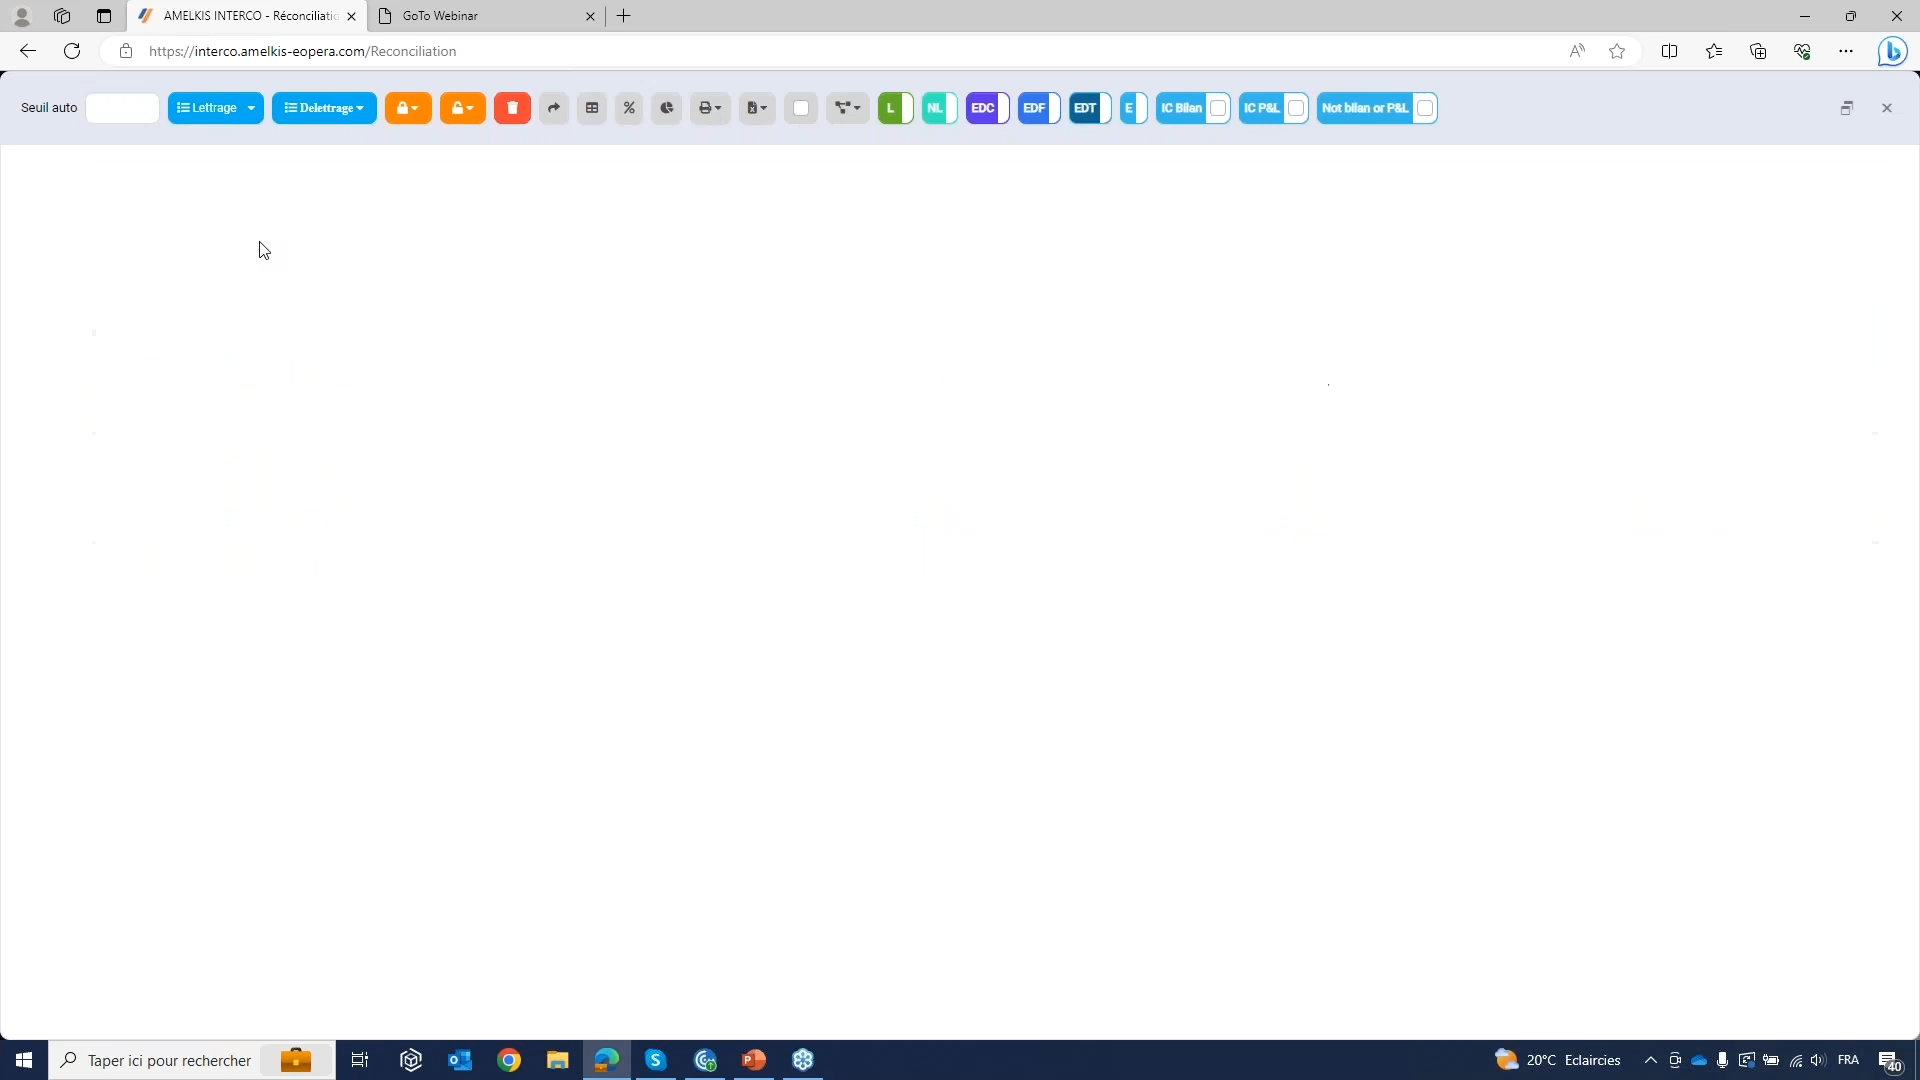 AMELKIS INTERCO - Réconciliatio
GoTo Webinar
https://interco.amelkis-eopera.com/Reconciliation
Seuil auto
Lettrage
Delettrage
L
NL
EDC
EDF
EDT
E
IC Bilan
IC P&L
Not bilan or P&L
Taper ici pour rechercher
20°C Eclaircies
FRA
40